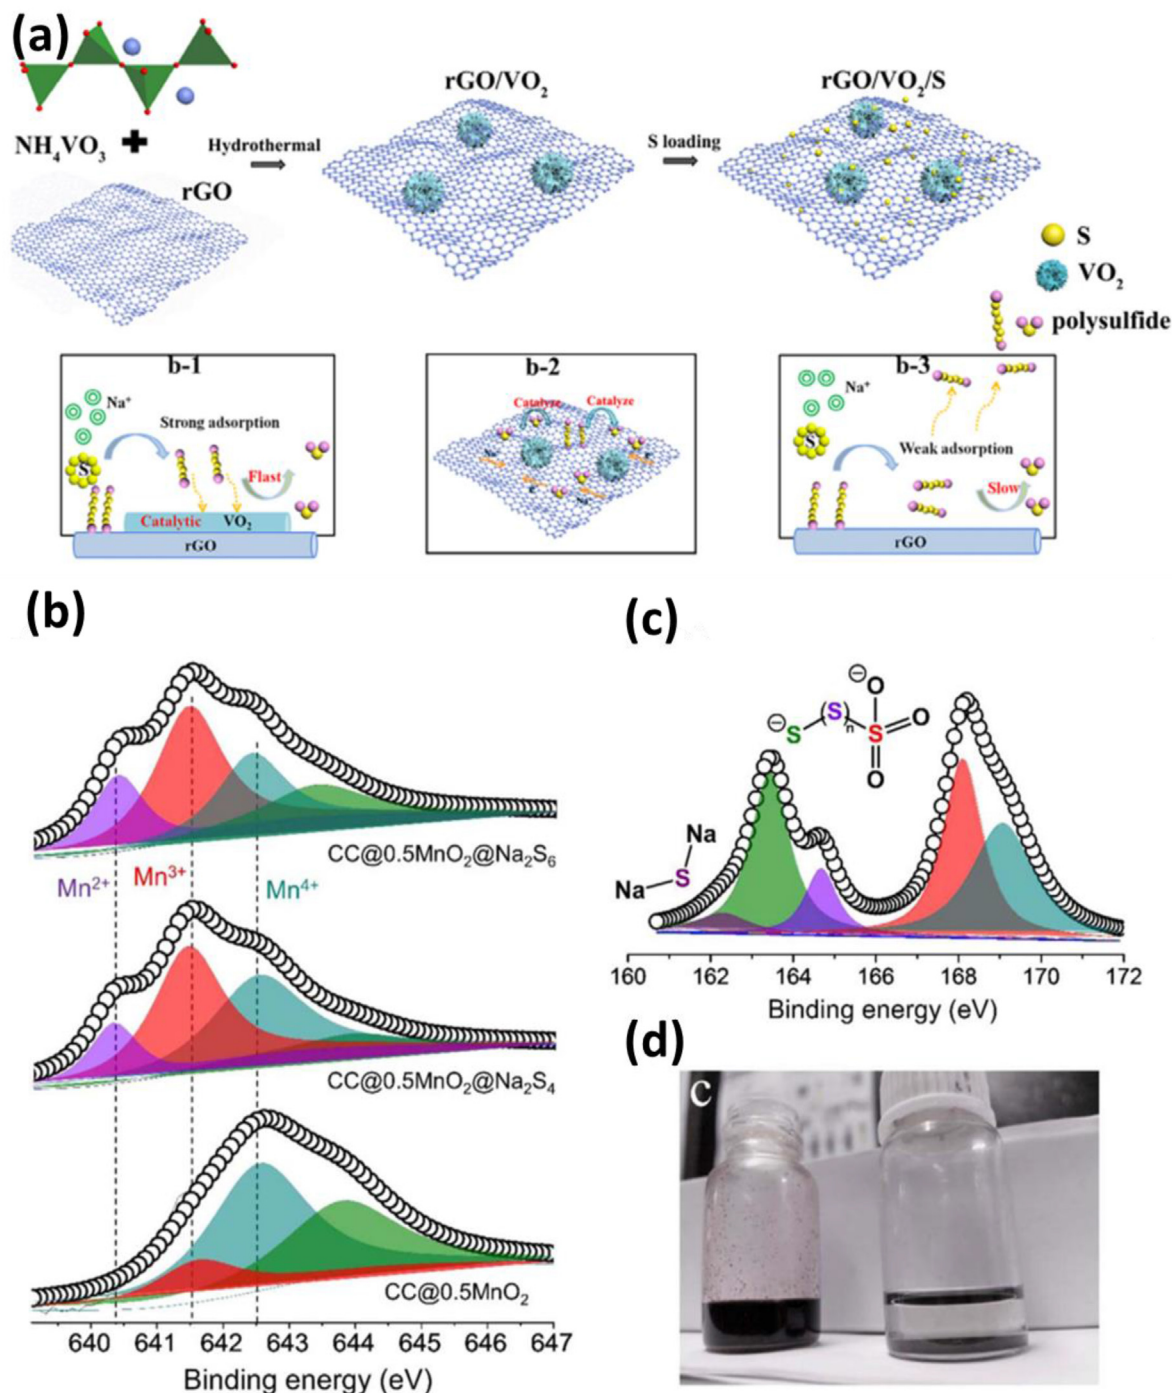 (a)
NH₄VO₃
rGO
Hydrothermal
rGO/VO₂
S loading
rGO/VO₂/S
S
VO₂
polysulfide
b-1
Na⁺
Strong adsorption
S
Flast
Catalytic VO₂
rGO
b-2
Catalyze Catalyze
b-3
Na⁺
S
Weak adsorption
Slow
rGO
(b)
CC@0.5MnO₂@Na₂S₆
Mn²⁺ Mn³⁺ Mn⁴⁺
CC@0.5MnO₂@Na₂S₄
CC@0.5MnO₂
640 641 642 643 644 645 646 647
Binding energy (eV)
(c)
⊖ O
⊖ S (S)n S O
O
Na
Na S
160 162 164 166 168 170 172
Binding energy (eV)
(d)
C